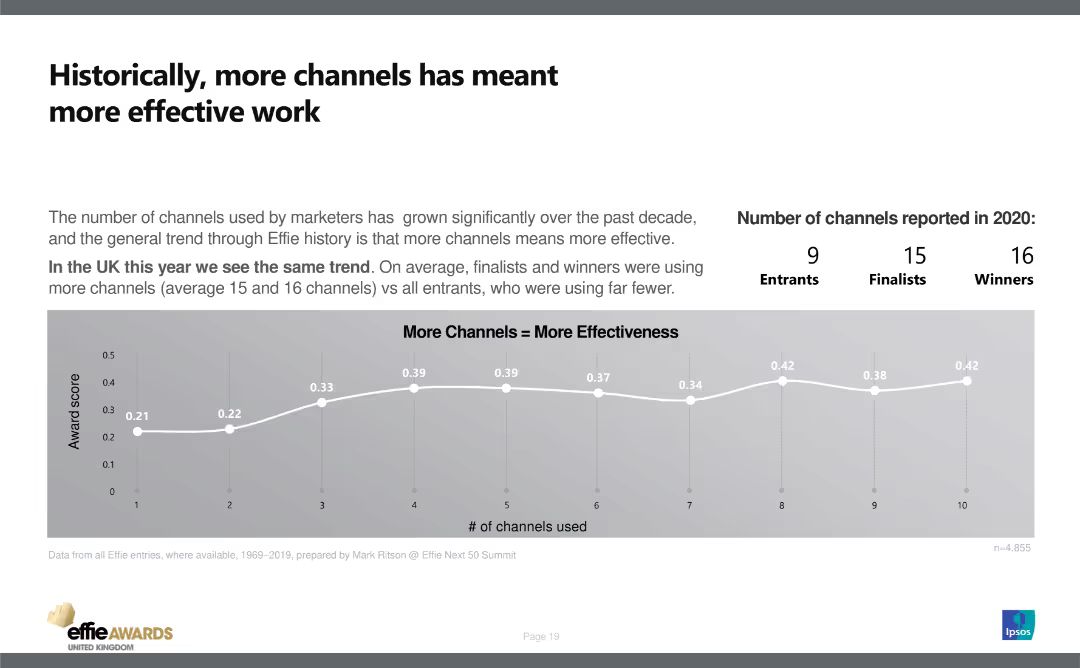 Historically, more channels has meant
more effective work
The number of channels used by marketers has grown significantly over the past decade,
and the general trend through Effie history is that more channels means more effective.
In the UK this year we see the same trend. On average, finalists and winners were using
more channels (average 15 and 16 channels) vs all entrants, who were using far fewer.
Number of channels reported in 2020:
9 15 16
Entrants Finalists Winners
More Channels = More Effectiveness
Award score
0.5
0.4
0.3
0.2
0.1
0
0.21 0.22 0.33 0.39 0.39 0.37 0.34 0.42 0.38 0.42
1 2 3 4 5 6 7 8 9 10
# of channels used
Data from all Effie entries, where available, 1969–2019, prepared by Mark Ritson @ Effie Next 50 Summit
n=4.855
effie AWARDS
UNITED KINGDOM
Page 19
Ipsos